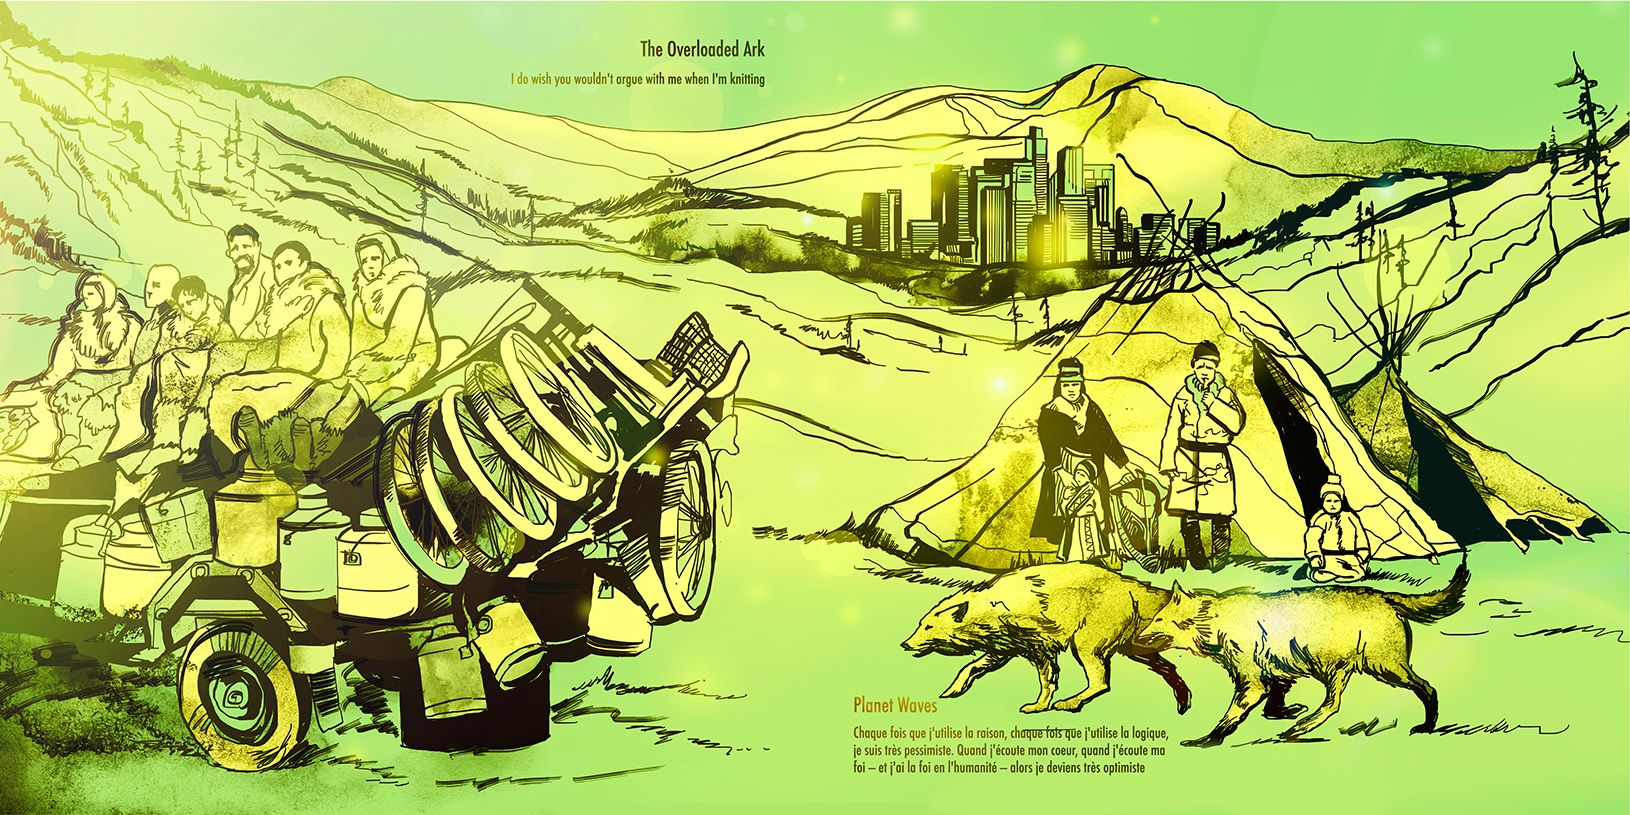 The Overloaded Ark
I do wish you wouldn't argue with me when I'm knitting
Planet Waves
Chaque fois que j'utilise la raison, chaque fois que j'utilise la logique,
je suis très pessimiste. Quand j'écoute mon coeur, quand j'écoute ma
foi – et j'ai la foi en l'humanité – alors je deviens très optimiste